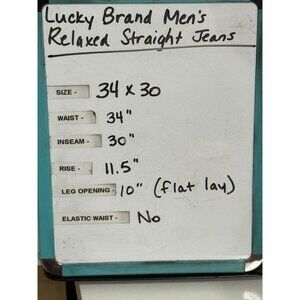 Lucky Brand Men's
Relaxed Straight Jeans
SIZE - 34 x 30
WAIST - 34"
INSEAM - 30"
RISE - 11.5"
LEG OPENING - 10" (flat lay)
ELASTIC WAIST - No